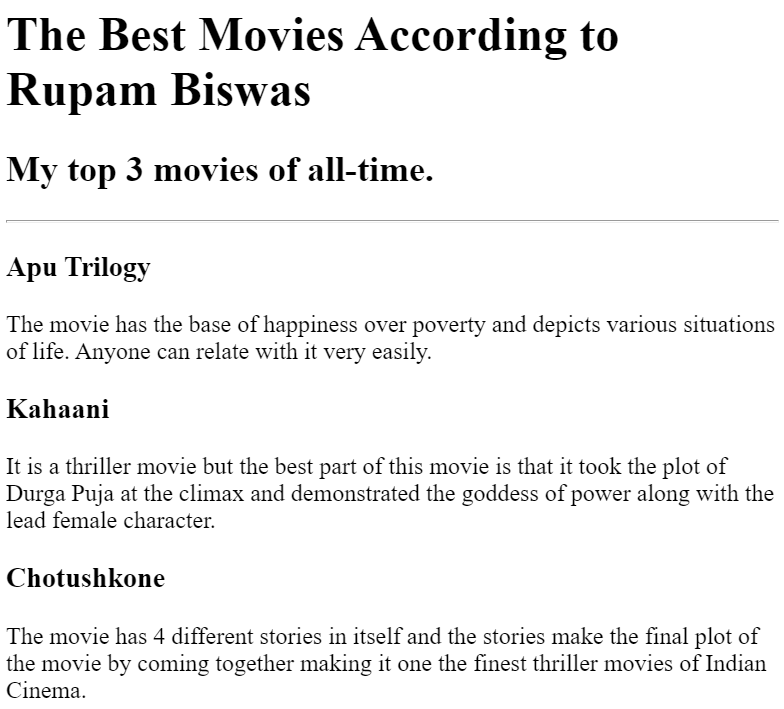 The Best Movies According to
Rupam Biswas
My top 3 movies of all-time.
Apu Trilogy
The movie has the base of happiness over poverty and depicts various situations
of life. Anyone can relate with it very easily.
Kahaani
It is a thriller movie but the best part of this movie is that it took the plot of
Durga Puja at the climax and demonstrated the goddess of power along with the
lead female character.
Chotushkone
The movie has 4 different stories in itself and the stories make the final plot of
the movie by coming together making it one the finest thriller movies of Indian
Cinema.